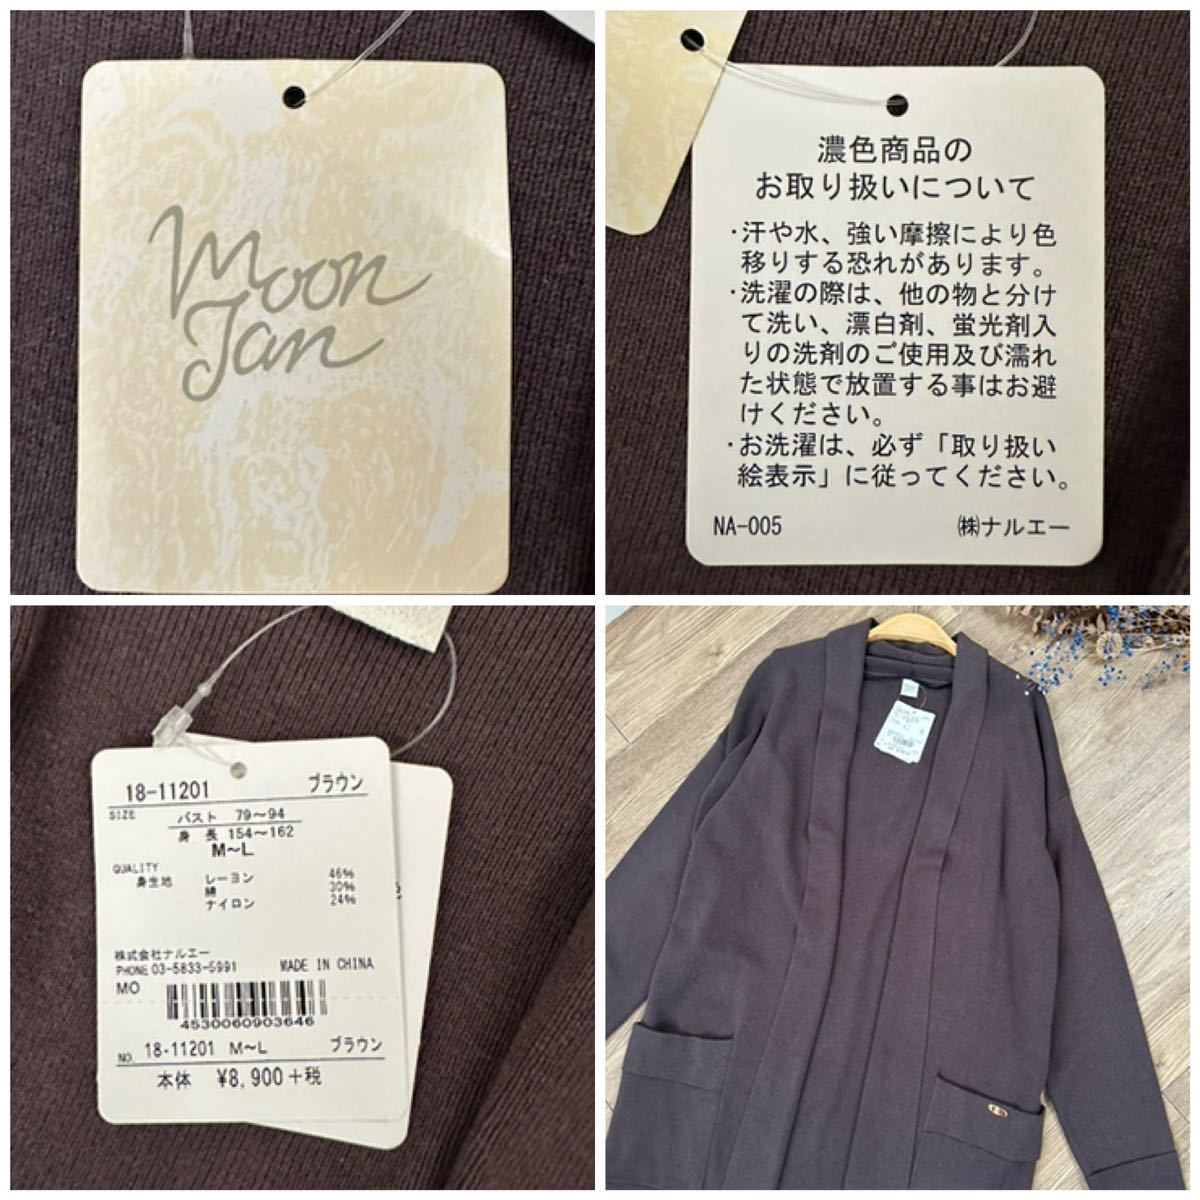 Moon
Jan
濃色商品の
お取り扱いについて
・汗や水、強い摩擦により色
移りする恐れがあります。
・洗濯の際は、他の物と分け
て洗い、漂白剤、蛍光剤入
りの洗剤のご使用及び濡れ
た状態で放置する事はお避
けください。
・お洗濯は、必ず「取り扱い
絵表示」に従ってください。
NA-005 ㈱ナルエー
18-11201 ブラウン
SIZE バスト 79〜94
身 長 154〜162
M〜L
QUALITY
身生地 レーヨン 46%
綿 30%
ナイロン 24%
株式会社ナルエー
PHONE 03-5833-5991 MADE IN CHINA
MO
4530060903646
NO. 18-11201 M〜L ブラウン
本体 ¥8,900+税